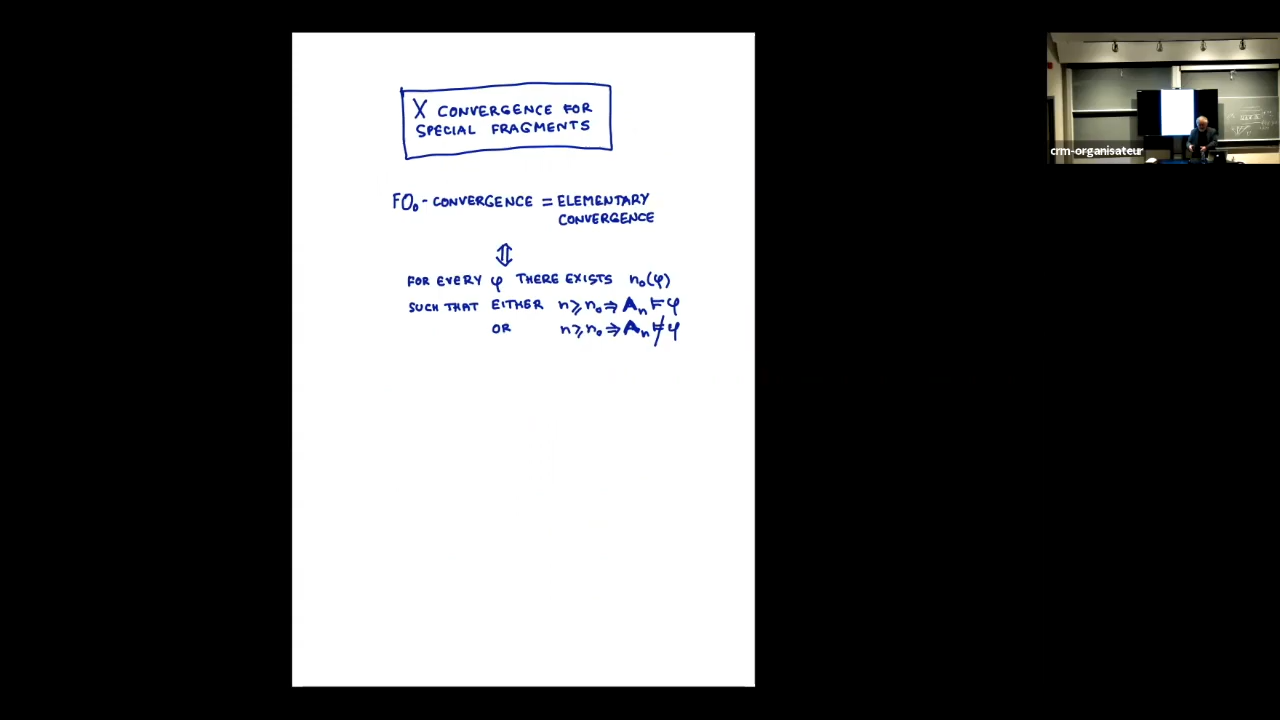 X CONVERGENCE FOR
SPECIAL FRAGMENTS
FO₀-CONVERGENCE = ELEMENTARY
CONVERGENCE
⇕
FOR EVERY φ THERE EXISTS n₀(φ)
SUCH THAT EITHER n ⩾ n₀ ⇒ Aₙ ⊨ φ
OR n ⩾ n₀ ⇒ Aₙ ⊭ φ
crm-organisateur